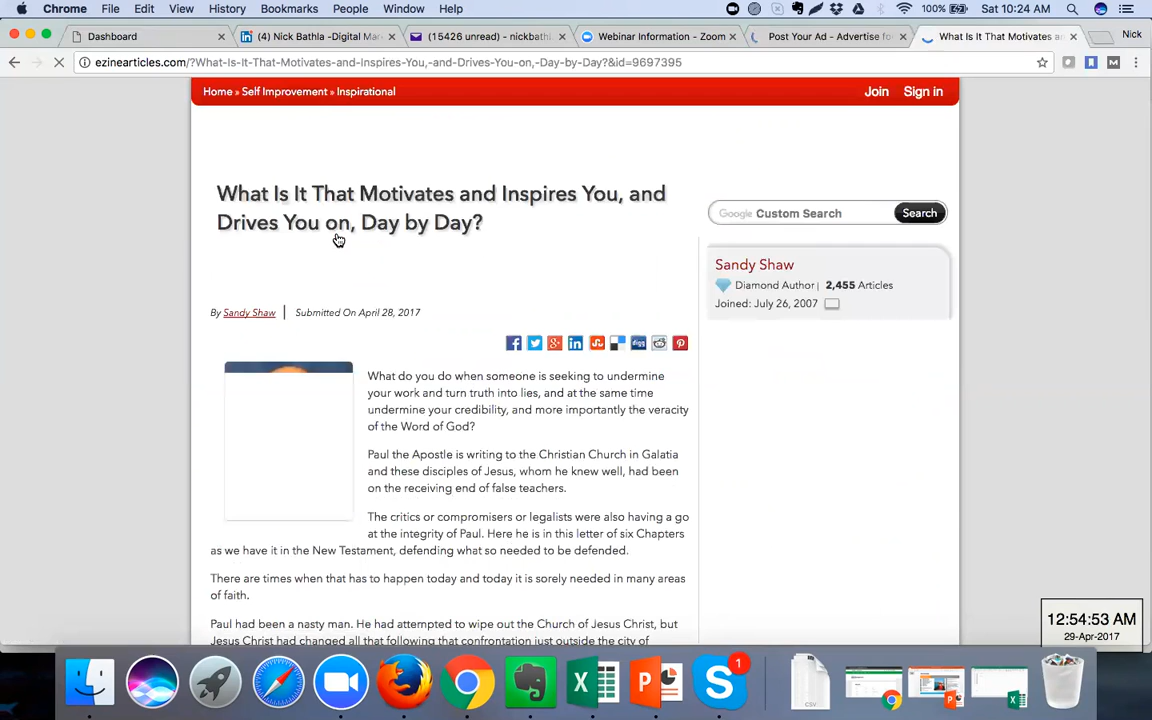 Chrome File Edit View History Bookmarks People Window Help 100% Sat 10:24 AM
Dashboard (4) Nick Bathla -Digital Ma (15426 unread) - nickbathl Webinar Information - Zoom Post Your Ad - Advertise fo What Is It That Motivates an Nick
ezinearticles.com/?What-Is-It-That-Motivates-and-Inspires-You,-and-Drives-You-on,-Day-by-Day?&id=9697395
Home » Self Improvement » Inspirational Join Sign in
What Is It That Motivates and Inspires You, and
Drives You on, Day by Day?
Google Custom Search Search
Sandy Shaw
Diamond Author | 2,455 Articles
Joined: July 26, 2007
By Sandy Shaw | Submitted On April 28, 2017
What do you do when someone is seeking to undermine
your work and turn truth into lies, and at the same time
undermine your credibility, and more importantly the veracity
of the Word of God?
Paul the Apostle is writing to the Christian Church in Galatia
and these disciples of Jesus, whom he knew well, had been
on the receiving end of false teachers.
The critics or compromisers or legalists were also having a go
at the integrity of Paul. Here he is in this letter of six Chapters
as we have it in the New Testament, defending what so needed to be defended.
There are times when that has to happen today and today it is sorely needed in many areas
of faith.
Paul had been a nasty man. He had attempted to wipe out the Church of Jesus Christ, but
Jesus Christ had changed all that following that confrontation just outside the city of
12:54:53 AM
29-Apr-2017
1
CSV